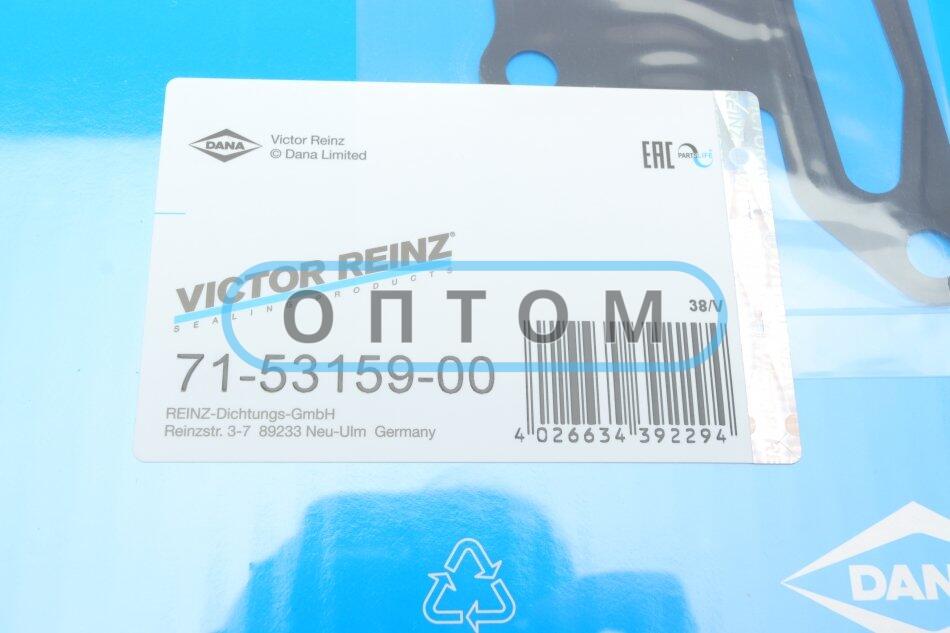 DANA
Victor Reinz
© Dana Limited
EAC
PARTSLIFE
VICTOR REINZ®
SEALING PRODUCTS
ОПТОМ
38/V
71-53159-00
4 026634 392294
REINZ-Dichtungs-GmbH
Reinzstr. 3-7 89233 Neu-Ulm Germany
DAN